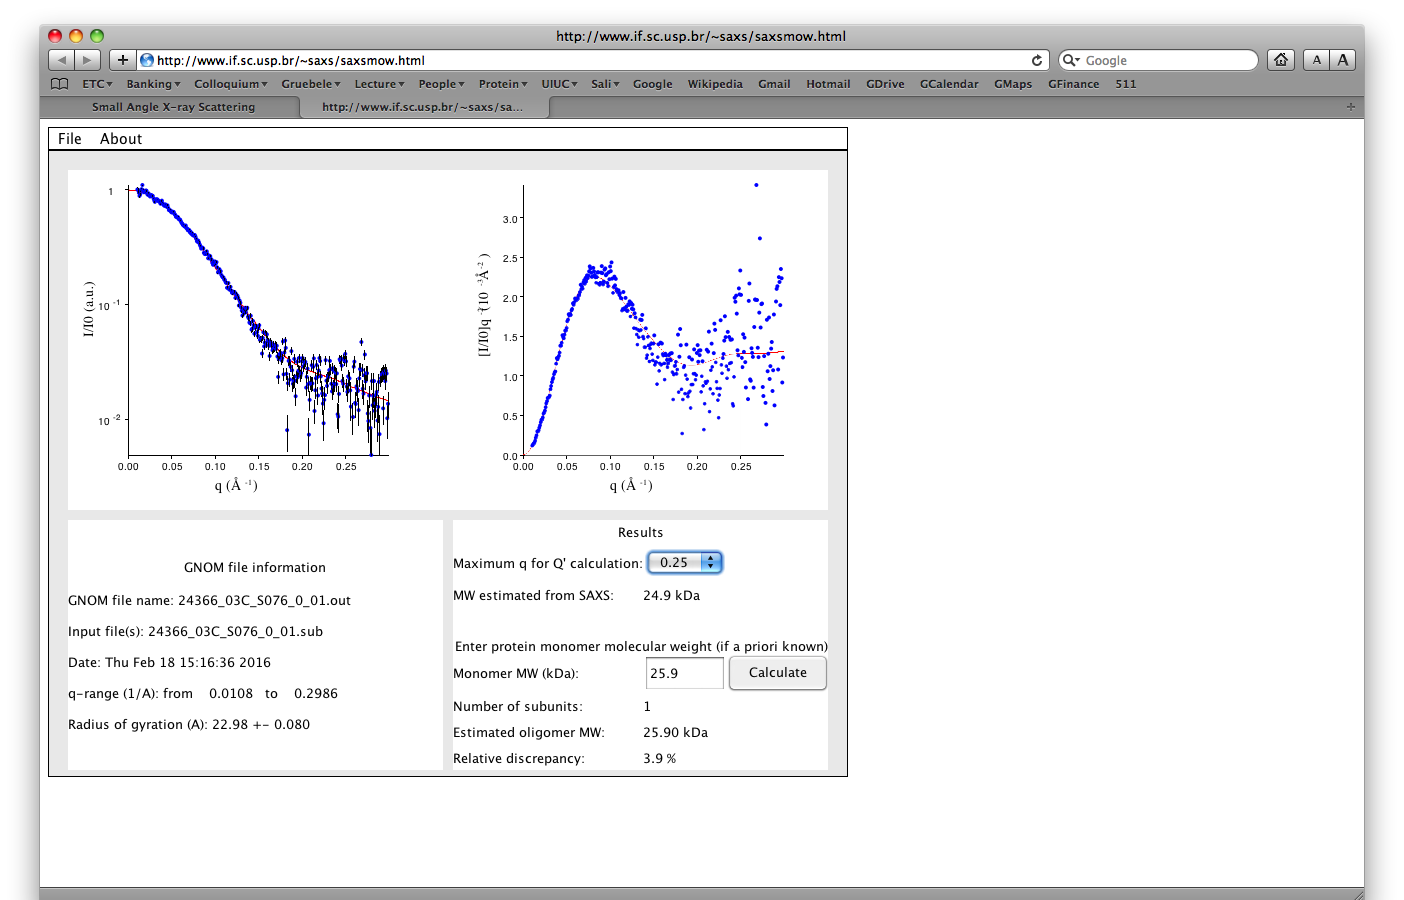 http://www.if.sc.usp.br/~saxs/saxsmow.html
http://www.if.sc.usp.br/~saxs/saxsmow.html
Google
A A
ETC Banking Colloquium Gruebele Lecture People Protein UIUC Sali Google Wikipedia Gmail Hotmail GDrive GCalendar GMaps GFinance 511
Small Angle X-ray Scattering
http://www.if.sc.usp.br/~saxs/sa...
File About
1
10 -1
10 -2
I/I0 (a.u.)
0.00 0.05 0.10 0.15 0.20 0.25
q (Å -1)
3.0
2.5
2.0
1.5
1.0
0.5
0.0
[I/I0]q 2(10 -3Å-2 )
0.00 0.05 0.10 0.15 0.20 0.25
q (Å -1)
GNOM file information
GNOM file name: 24366_03C_S076_0_01.out
Input file(s): 24366_03C_S076_0_01.sub
Date: Thu Feb 18 15:16:36 2016
q-range (1/A): from 0.0108 to 0.2986
Radius of gyration (A): 22.98 +- 0.080
Results
Maximum q for Q' calculation: 0.25
MW estimated from SAXS: 24.9 kDa
Enter protein monomer molecular weight (if a priori known)
Monomer MW (kDa): 25.9 Calculate
Number of subunits: 1
Estimated oligomer MW: 25.90 kDa
Relative discrepancy: 3.9 %